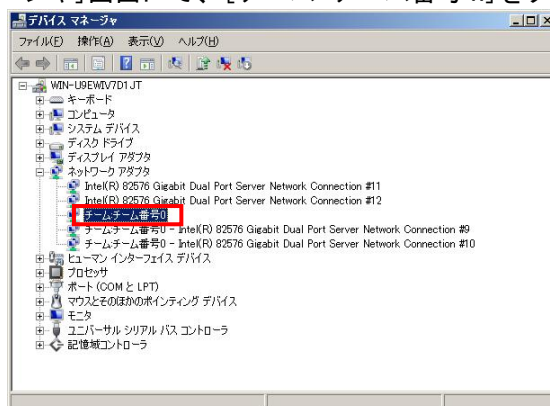 デバイス マネージャ
ファイル(F) 操作(A) 表示(V) ヘルプ(H)
WIN-U9EWIV7D1JT
キーボード
コンピュータ
システム デバイス
ディスク ドライブ
ディスプレイ アダプタ
ネットワーク アダプタ
Intel(R) 82576 Gigabit Dual Port Server Network Connection #11
Intel(R) 82576 Gigabit Dual Port Server Network Connection #12
チーム:チーム番号0
チーム:チーム番号0 - Intel(R) 82576 Gigabit Dual Port Server Network Connection #9
チーム:チーム番号0 - Intel(R) 82576 Gigabit Dual Port Server Network Connection #10
ヒューマン インターフェイス デバイス
プロセッサ
ポート (COM と LPT)
マウスとそのほかのポインティング デバイス
モニタ
ユニバーサル シリアル バス コントローラ
記憶域コントローラ